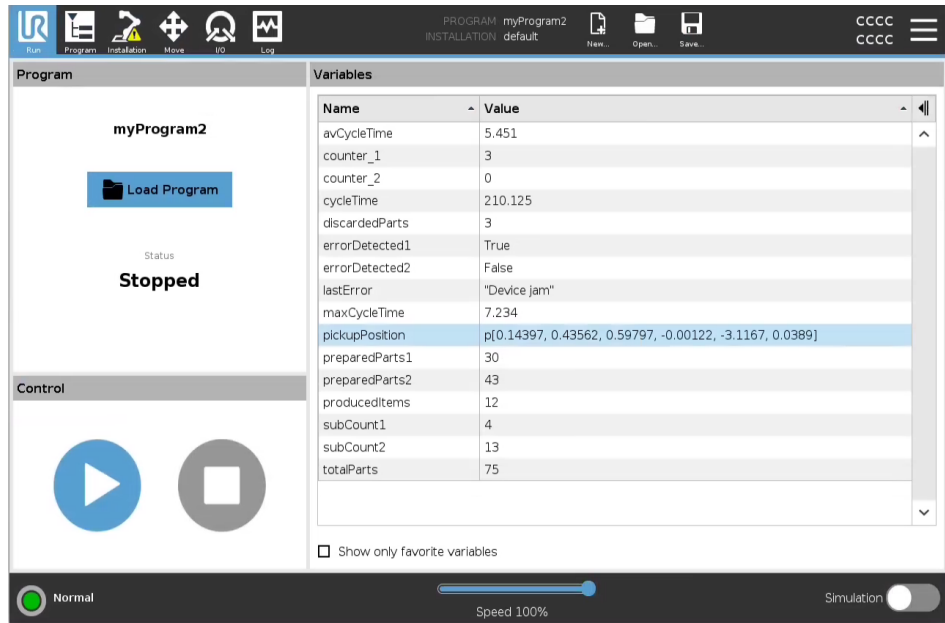 UR
PROGRAM myProgram2
INSTALLATION default
CCCC
CCCC
Run Program Installation Move I/O Log New... Open... Save...
Program
myProgram2
Load Program
Status
Stopped
Control
Variables
Name Value
avCycleTime 5.451
counter_1 3
counter_2 0
cycleTime 210.125
discardedParts 3
errorDetected1 True
errorDetected2 False
lastError "Device jam"
maxCycleTime 7.234
pickupPosition p[0.14397, 0.43562, 0.59797, -0.00122, -3.1167, 0.0389]
preparedParts1 30
preparedParts2 43
producedItems 12
subCount1 4
subCount2 13
totalParts 75
Show only favorite variables
Normal
Speed 100%
Simulation